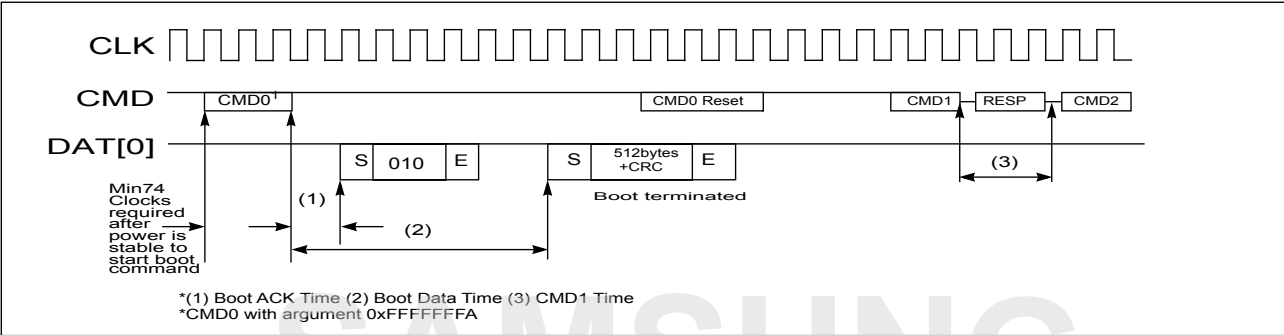 CLK
CMD
CMD0¹
CMD0 Reset
CMD1
RESP
CMD2
DAT[0]
S
010
E
S
512bytes
+CRC
E
(3)
Boot terminated
Min74
Clocks
required
after
power is
stable to
start boot
command
(1)
(2)
*(1) Boot ACK Time (2) Boot Data Time (3) CMD1 Time
*CMD0 with argument 0xFFFFFFFA
SAMSUNG